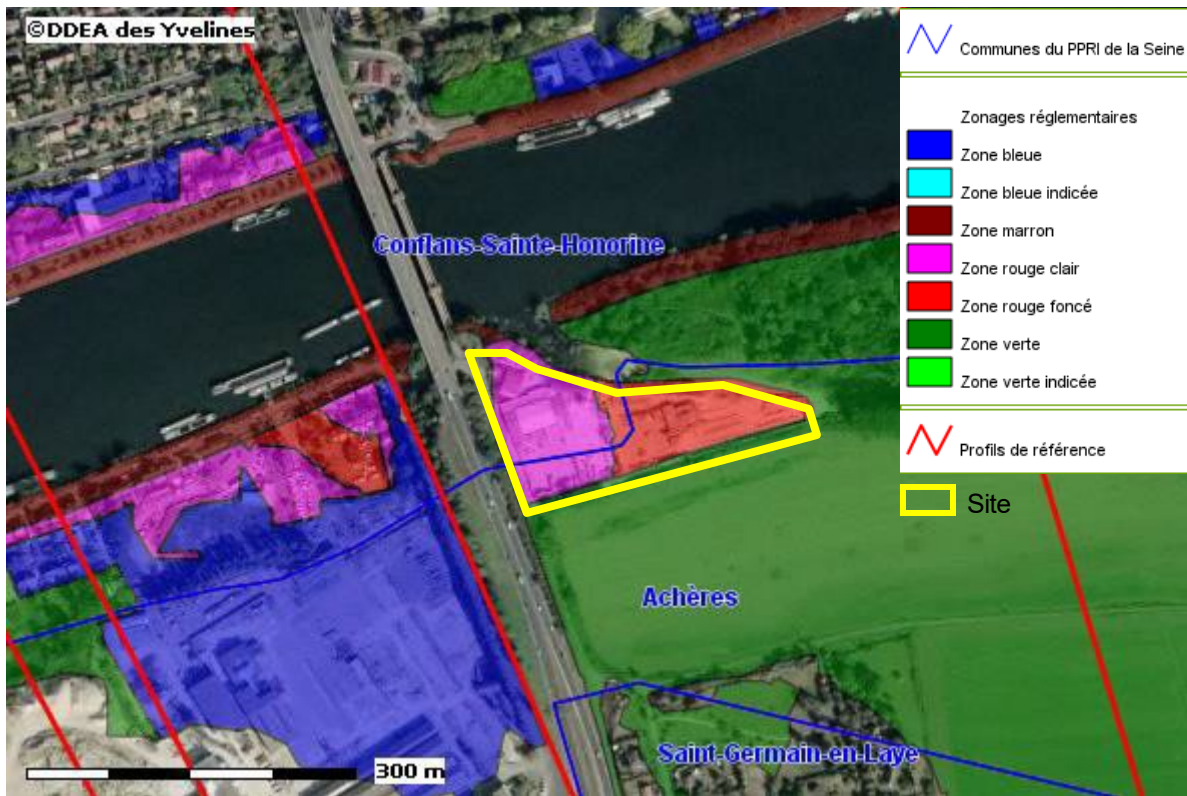 ©DDEA des Yvelines
Conflans-Sainte-Honorine
Achères
Saint-Germain-en-Laye
300 m
Communes du PPRI de la Seine
Zonages réglementaires
Zone bleue
Zone bleue indicée
Zone marron
Zone rouge clair
Zone rouge foncé
Zone verte
Zone verte indicée
Profils de référence
Site